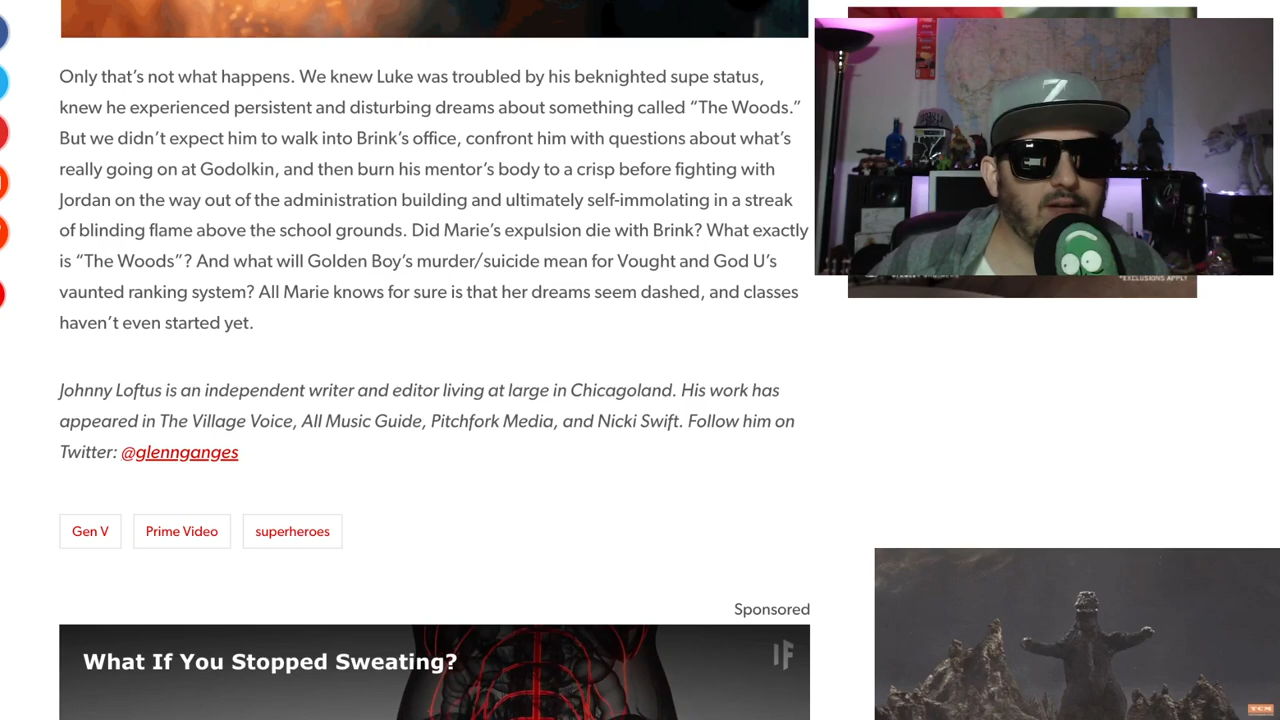 Only that’s not what happens. We knew Luke was troubled by his beknighted supe status,
knew he experienced persistent and disturbing dreams about something called “The Woods.”
But we didn’t expect him to walk into Brink’s office, confront him with questions about what’s
really going on at Godolkin, and then burn his mentor’s body to a crisp before fighting with
Jordan on the way out of the administration building and ultimately self-immolating in a streak
of blinding flame above the school grounds. Did Marie’s expulsion die with Brink? What exactly
is “The Woods”? And what will Golden Boy’s murder/suicide mean for Vought and God U’s
vaunted ranking system? All Marie knows for sure is that her dreams seem dashed, and classes
haven’t even started yet.
Johnny Loftus is an independent writer and editor living at large in Chicagoland. His work has
appeared in The Village Voice, All Music Guide, Pitchfork Media, and Nicki Swift. Follow him on
Twitter: @glennganges
Gen V
Prime Video
superheroes
Sponsored
What If You Stopped Sweating?
IF
*EXCLUSIONS APPLY
Z
TCM